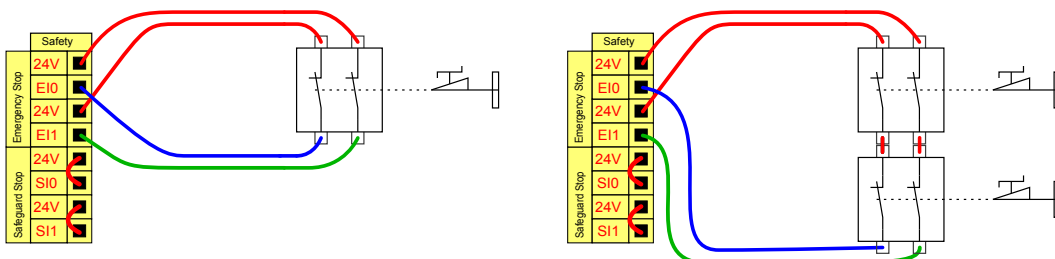 Safety
Emergency Stop
24V
EI0
24V
EI1
Safeguard Stop
24V
SI0
24V
SI1
Safety
Emergency Stop
24V
EI0
24V
EI1
Safeguard Stop
24V
SI0
24V
SI1